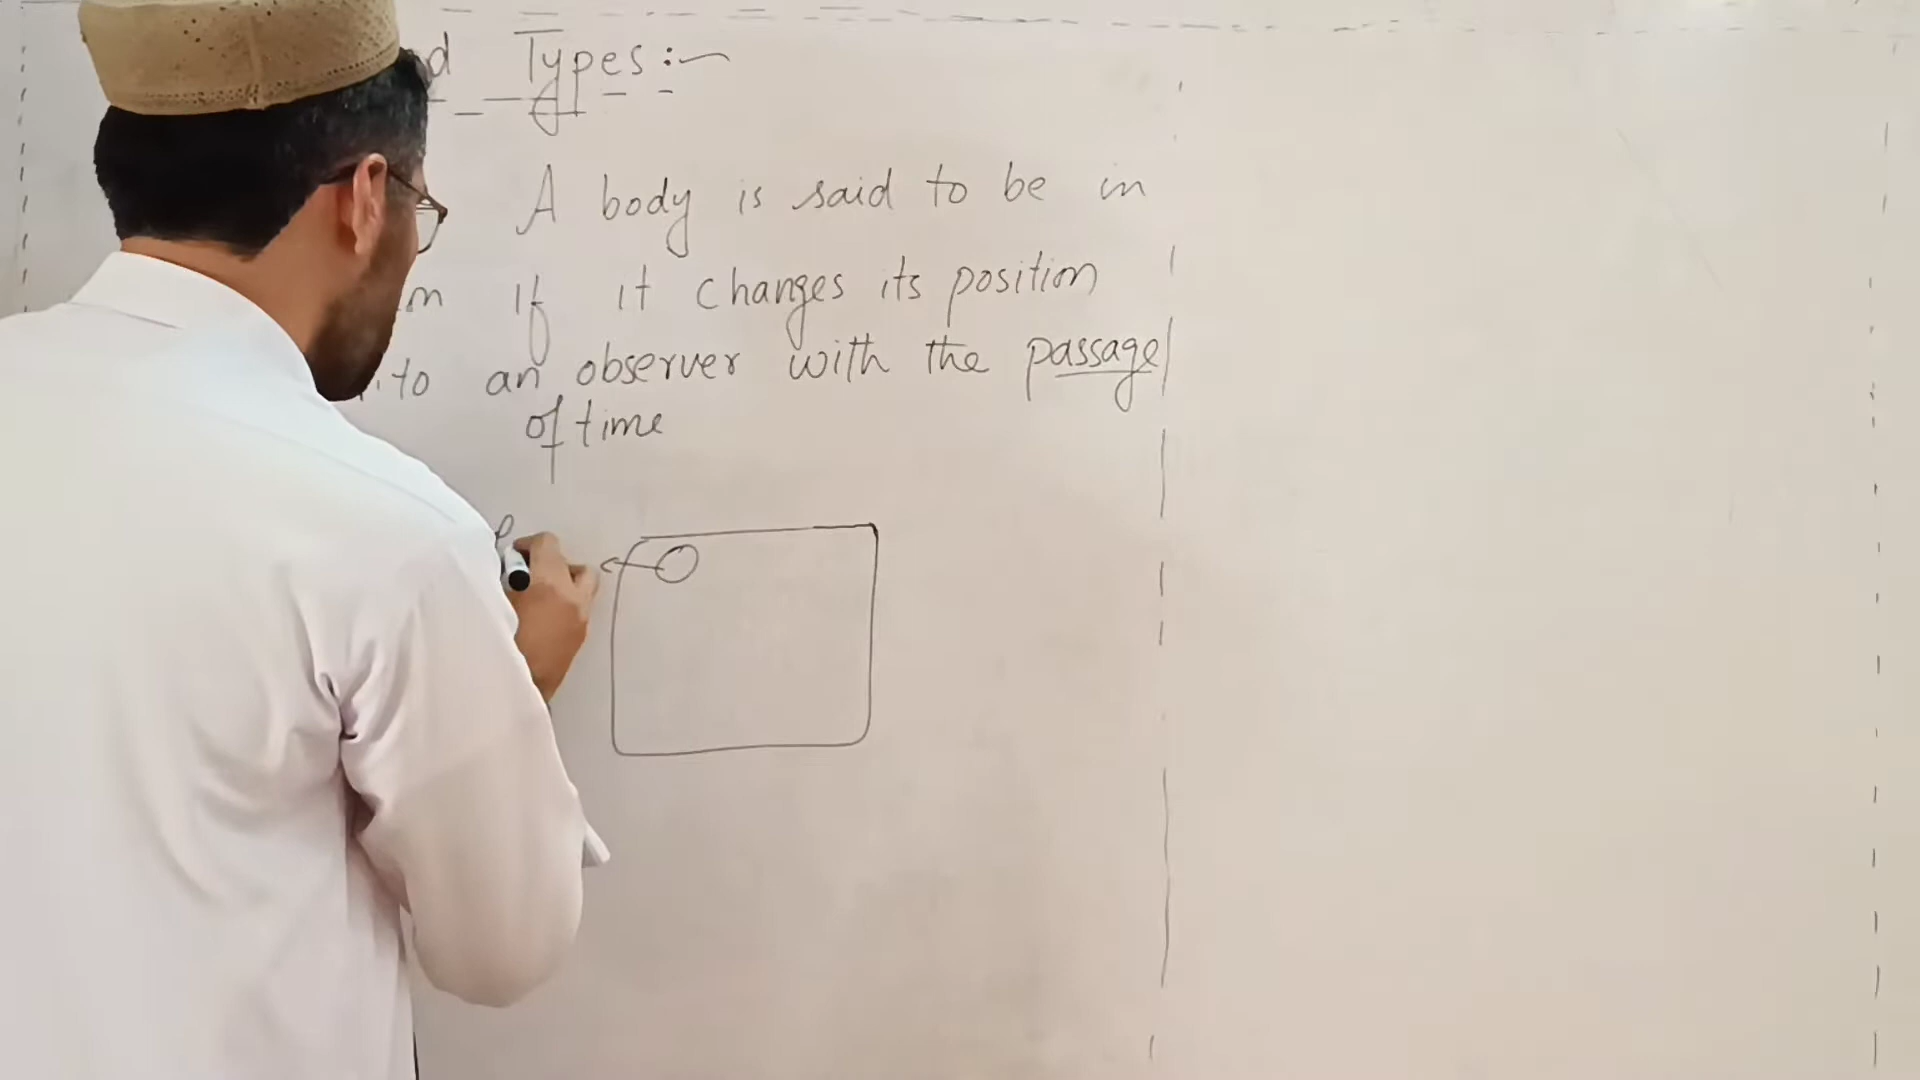 Types:-
A body is said to be in
if it changes its position
to an observer with the passage
of time